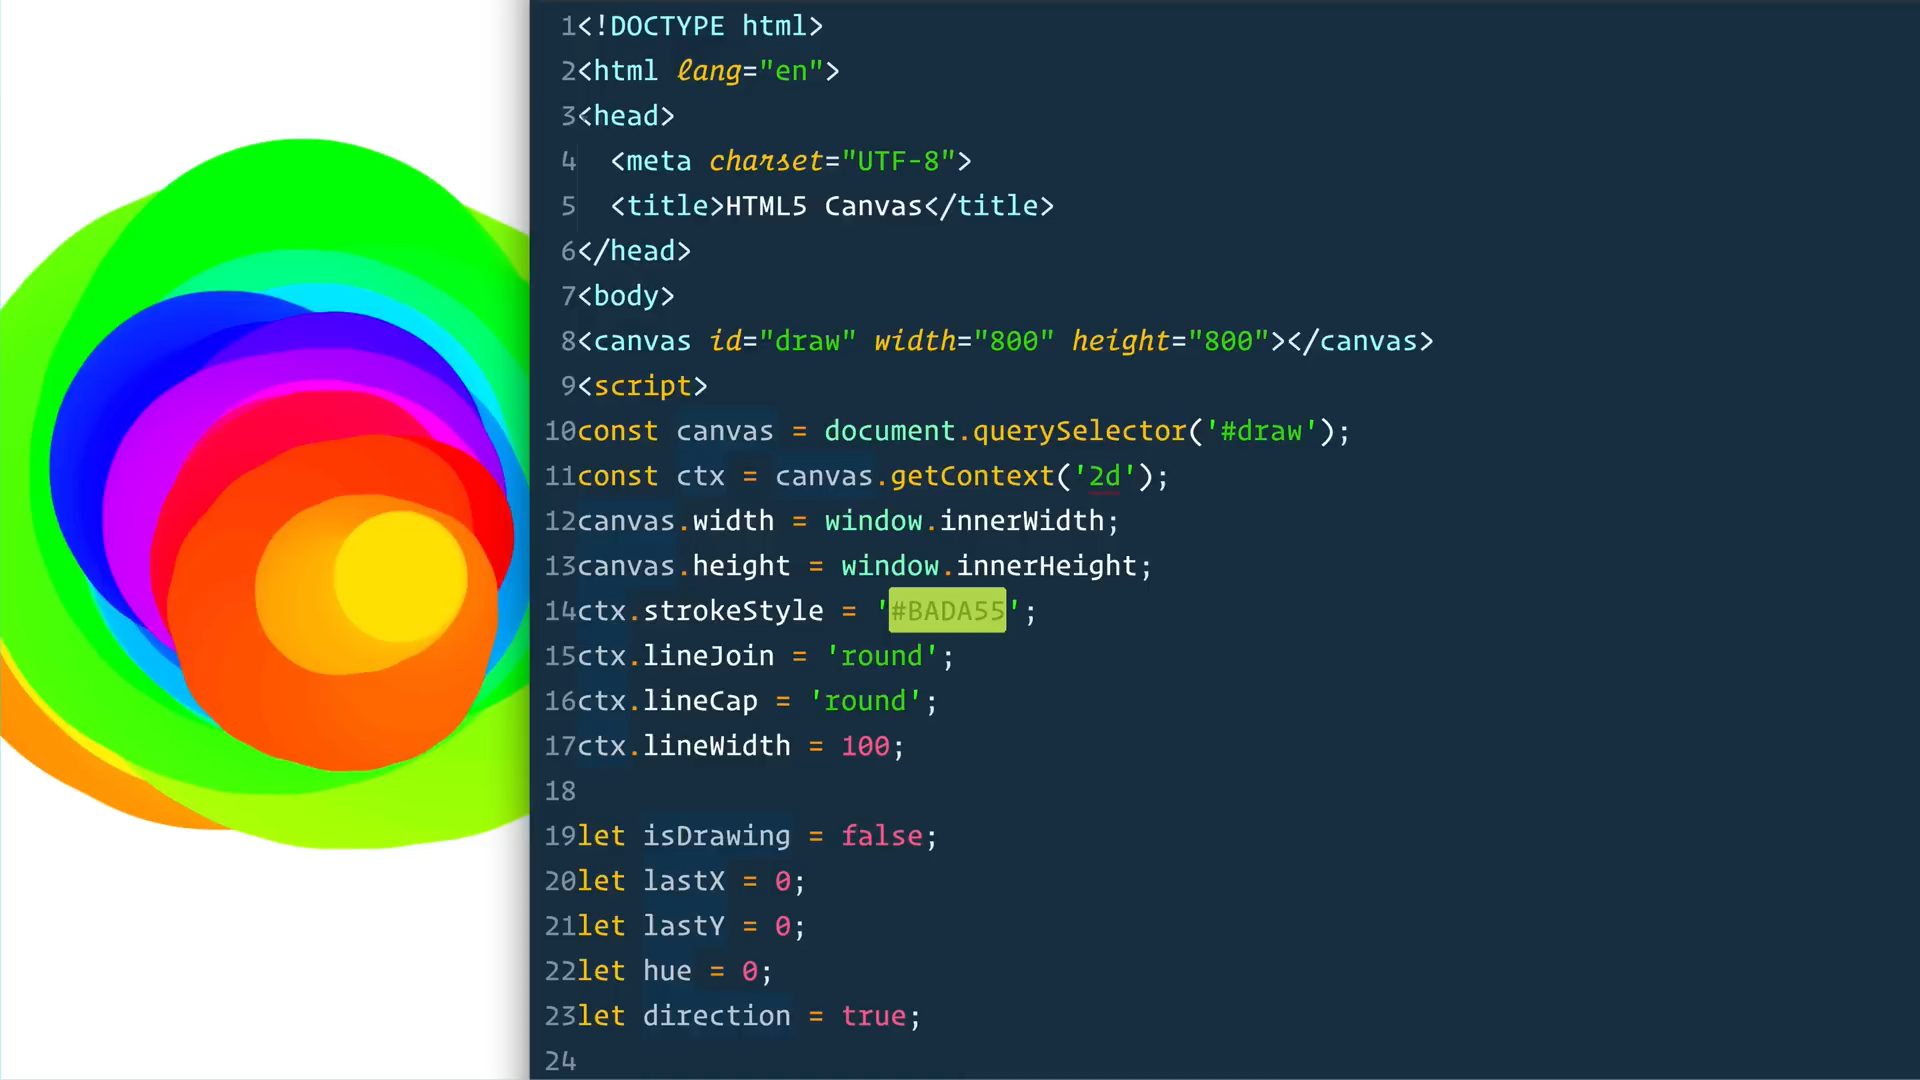 1<!DOCTYPE html>
2<html lang="en">
3<head>
4  <meta charset="UTF-8">
5  <title>HTML5 Canvas</title>
6</head>
7<body>
8<canvas id="draw" width="800" height="800"></canvas>
9<script>
10const canvas = document.querySelector('#draw');
11const ctx = canvas.getContext('2d');
12canvas.width = window.innerWidth;
13canvas.height = window.innerHeight;
14ctx.strokeStyle = '#BADA55';
15ctx.lineJoin = 'round';
16ctx.lineCap = 'round';
17ctx.lineWidth = 100;
18
19let isDrawing = false;
20let lastX = 0;
21let lastY = 0;
22let hue = 0;
23let direction = true;
24